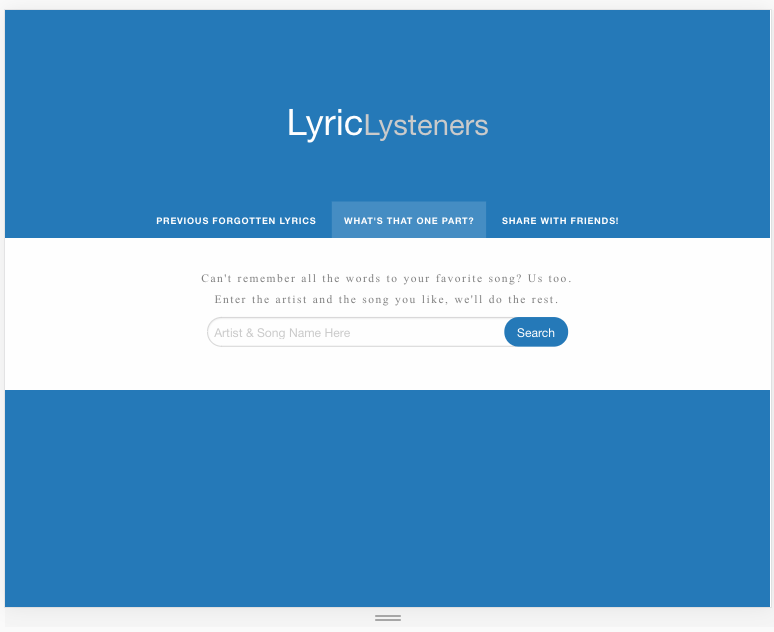 LyricLysteners
PREVIOUS FORGOTTEN LYRICS WHAT'S THAT ONE PART? SHARE WITH FRIENDS!
Can't remember all the words to your favorite song? Us too.
Enter the artist and the song you like, we'll do the rest.
Artist & Song Name Here Search